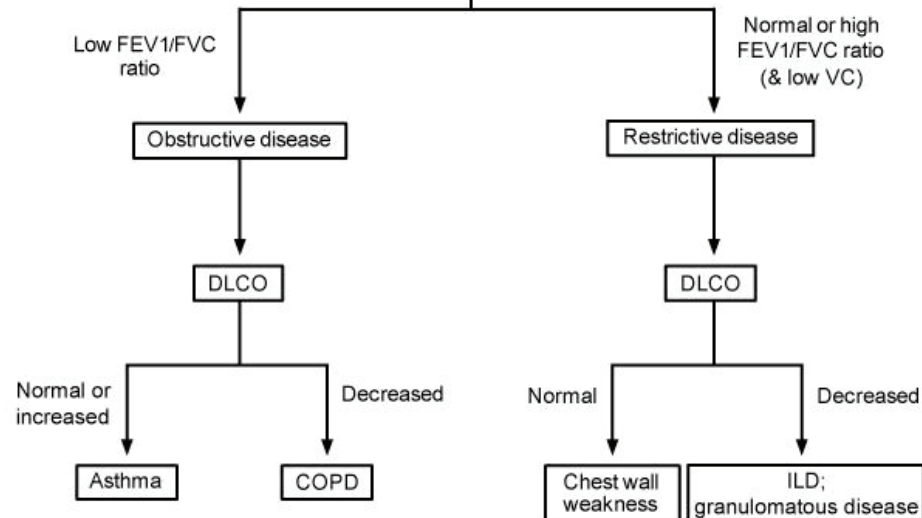 Low FEV1/FVC
ratio
Normal or high
FEV1/FVC ratio
(& low VC)
Obstructive disease
Restrictive disease
DLCO
DLCO
Normal or
increased
Decreased
Normal
Decreased
Asthma
COPD
Chest wall
weakness
ILD;
granulomatous disease